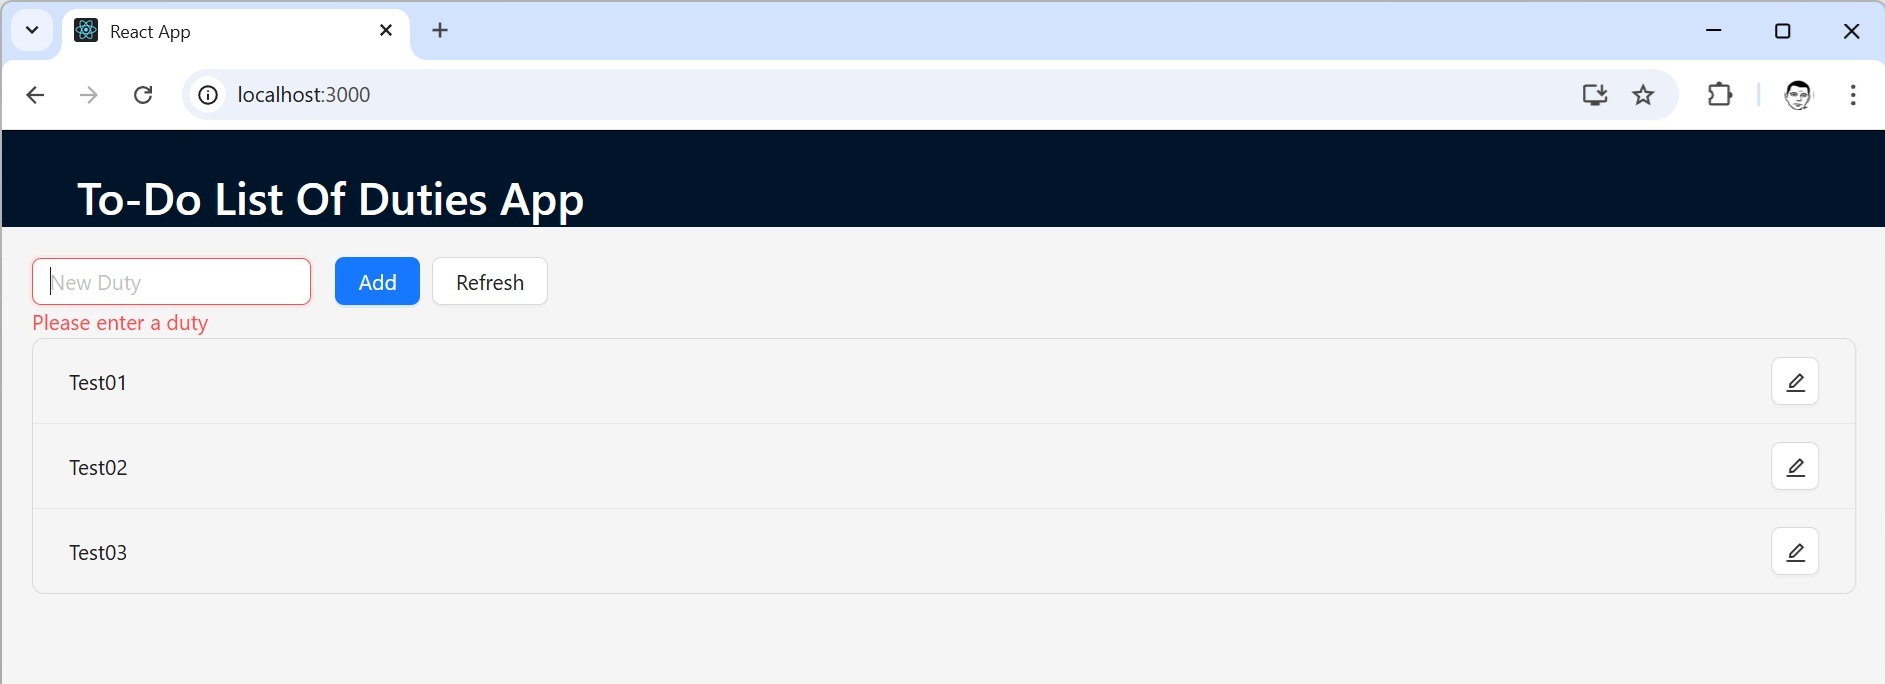 React App
localhost:3000
To-Do List Of Duties App
New Duty Add Refresh
Please enter a duty
Test01
Test02
Test03